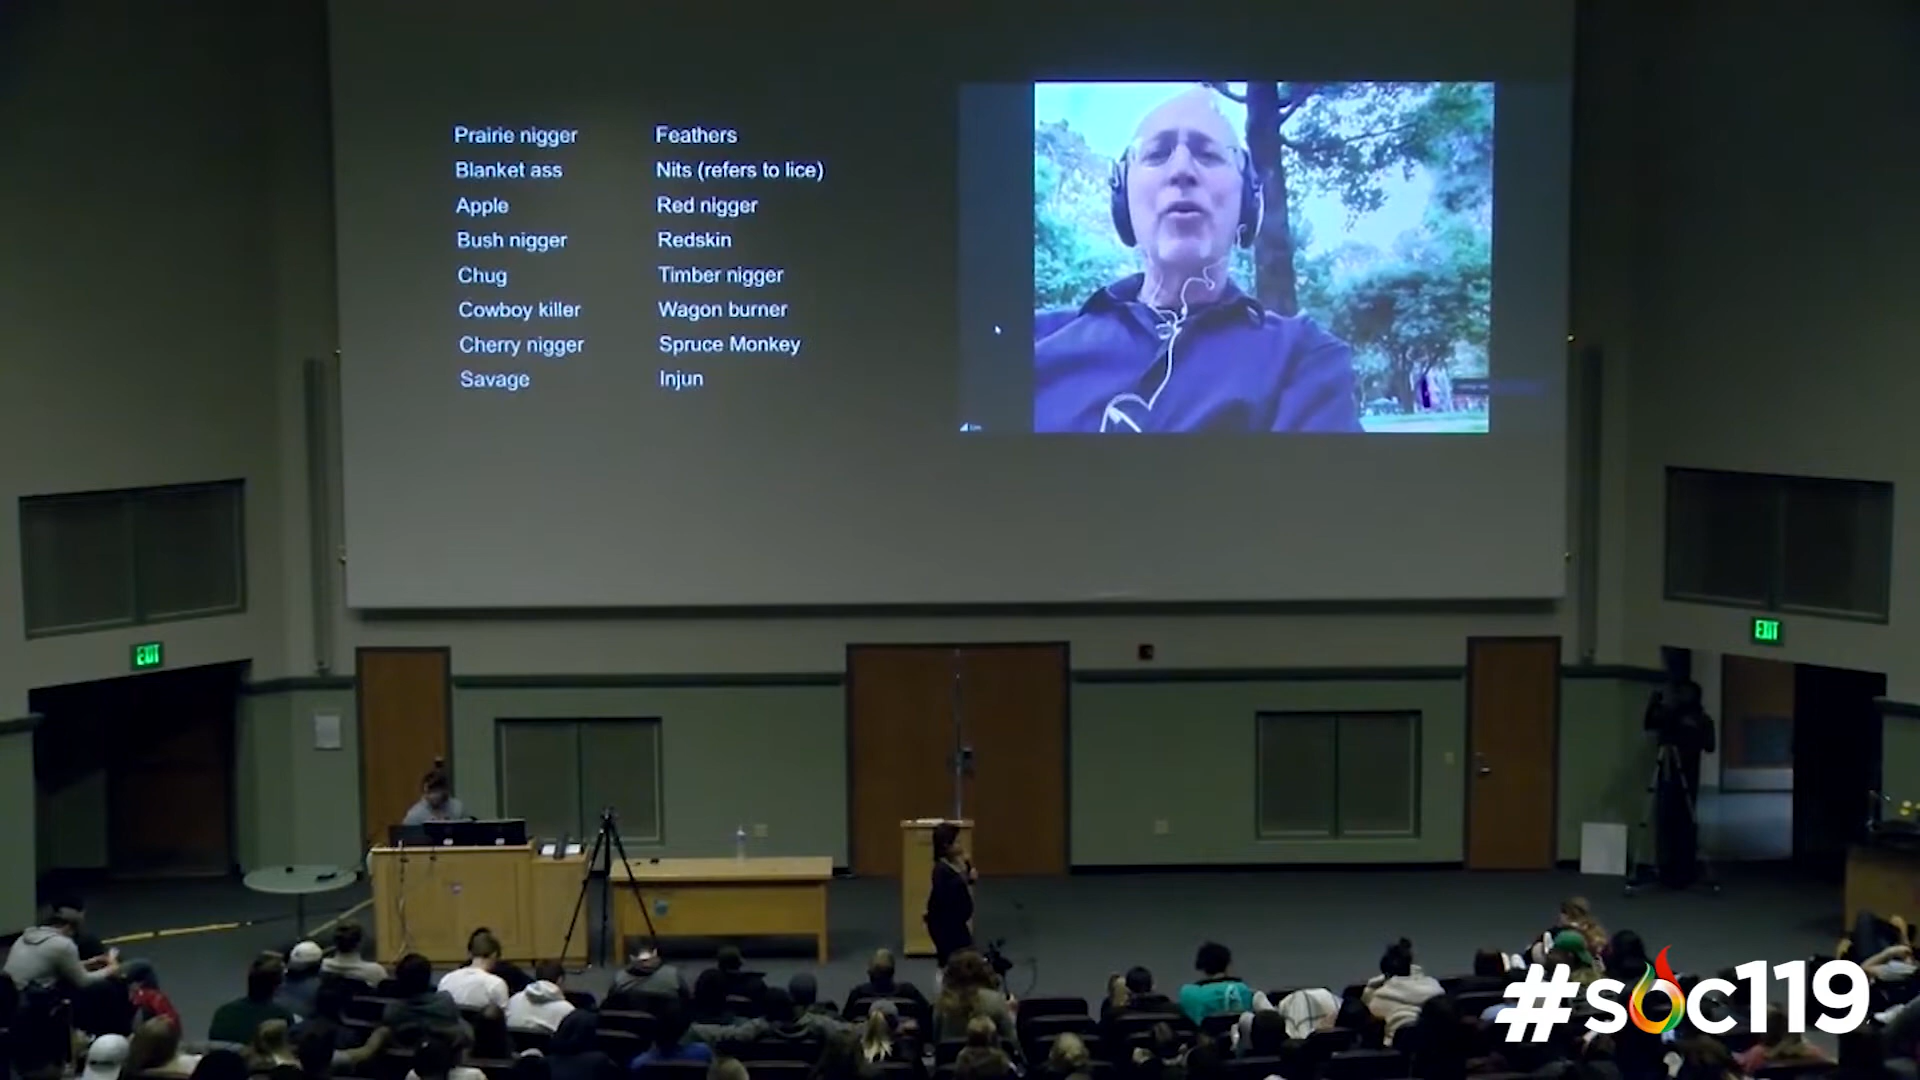 Prairie nigger Feathers
Blanket ass Nits (refers to lice)
Apple Red nigger
Bush nigger Redskin
Chug Timber nigger
Cowboy killer Wagon burner
Cherry nigger Spruce Monkey
Savage Injun
EXIT
EXIT
#soc119